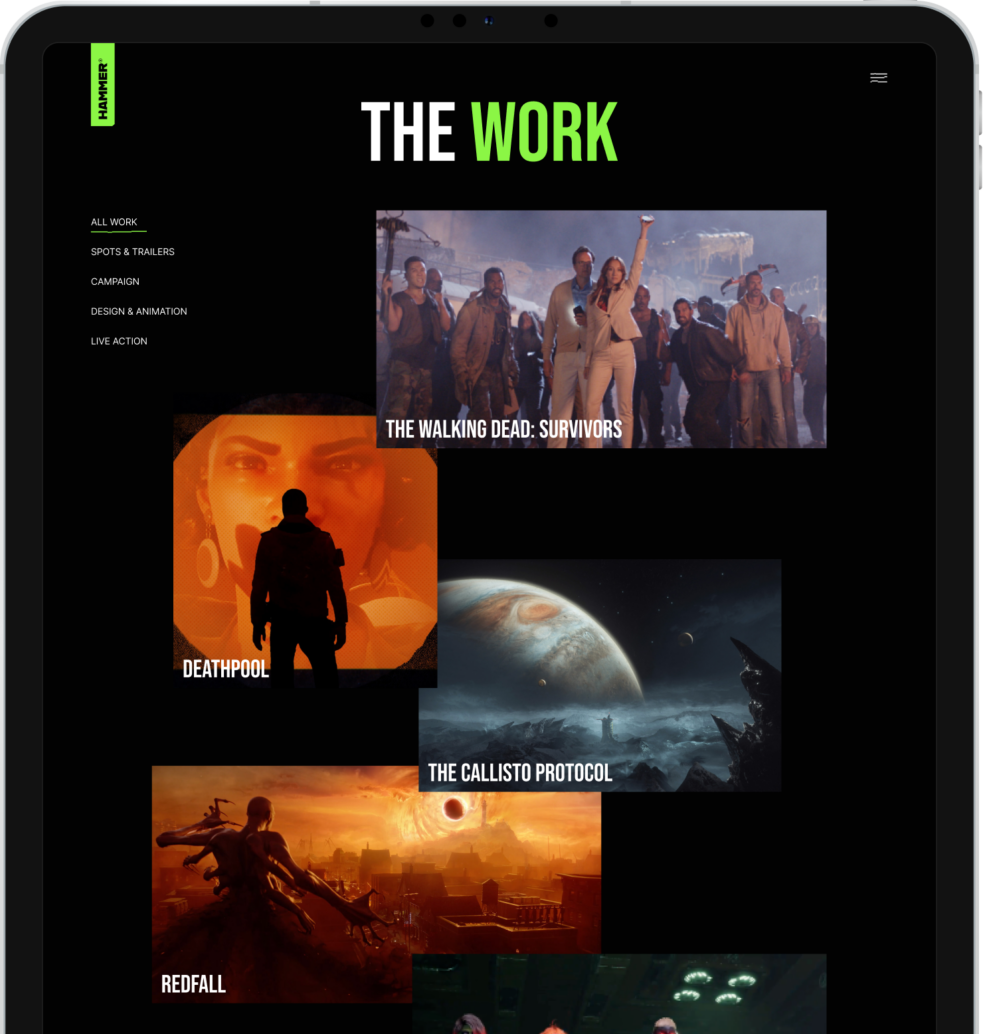 HAMMER®
THE WORK
ALL WORK
SPOTS & TRAILERS
CAMPAIGN
DESIGN & ANIMATION
LIVE ACTION
THE WALKING DEAD: SURVIVORS
DEATHPOOL
THE CALLISTO PROTOCOL
REDFALL